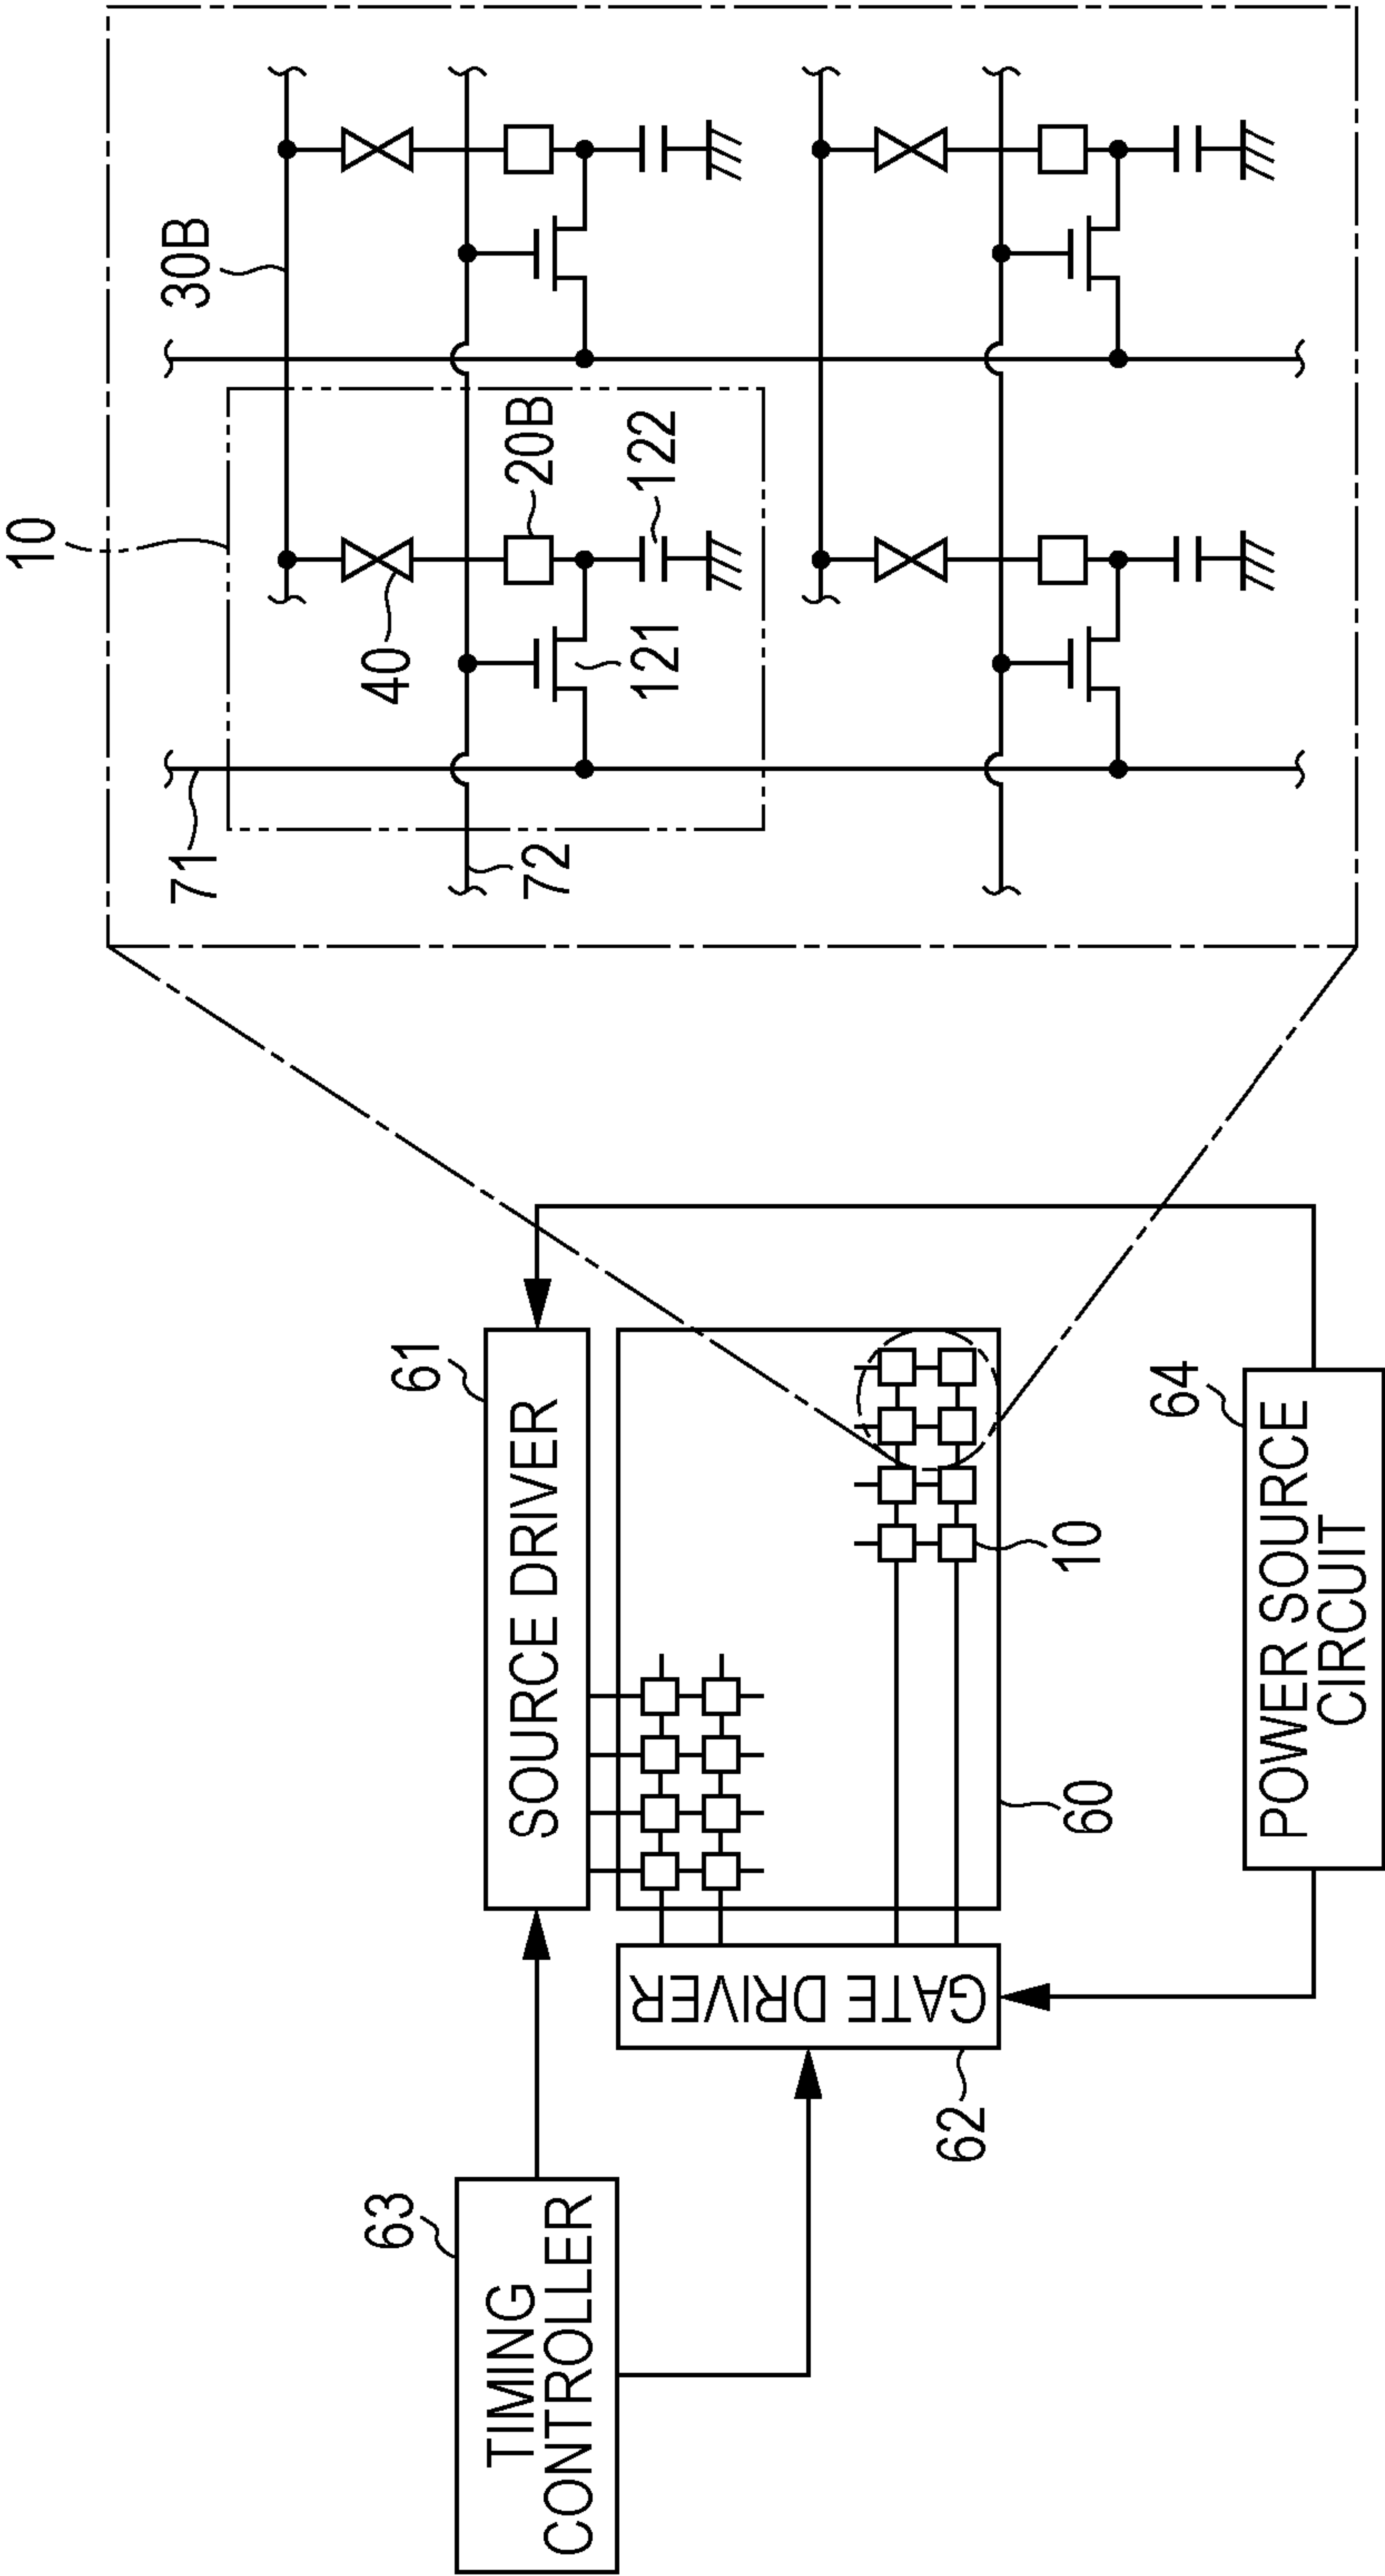 10
30B
71
40
20B
72
121
122
63
TIMING
CONTROLLER
61
SOURCE DRIVER
GATE DRIVER
62
60
10
64
POWER SOURCE
CIRCUIT